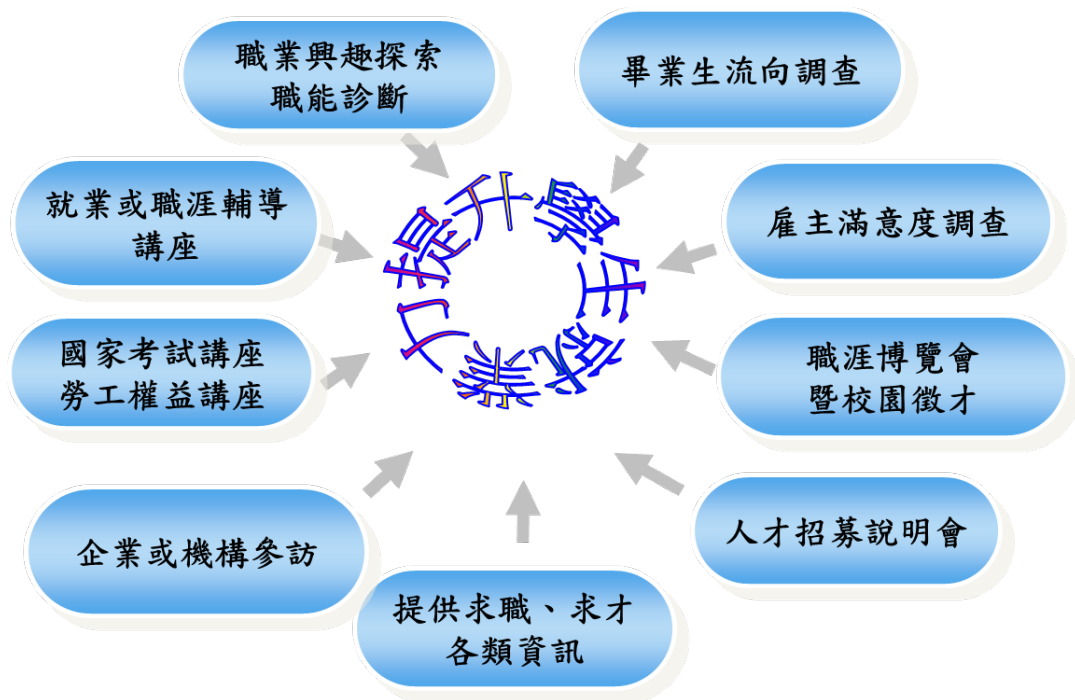 職業興趣探索
職能診斷
畢業生流向調查
就業或職涯輔導
講座
雇主滿意度調查
提升學生就業力
國家考試講座
勞工權益講座
職涯博覽會
暨校園徵才
企業或機構參訪
人才招募說明會
提供求職、求才
各類資訊